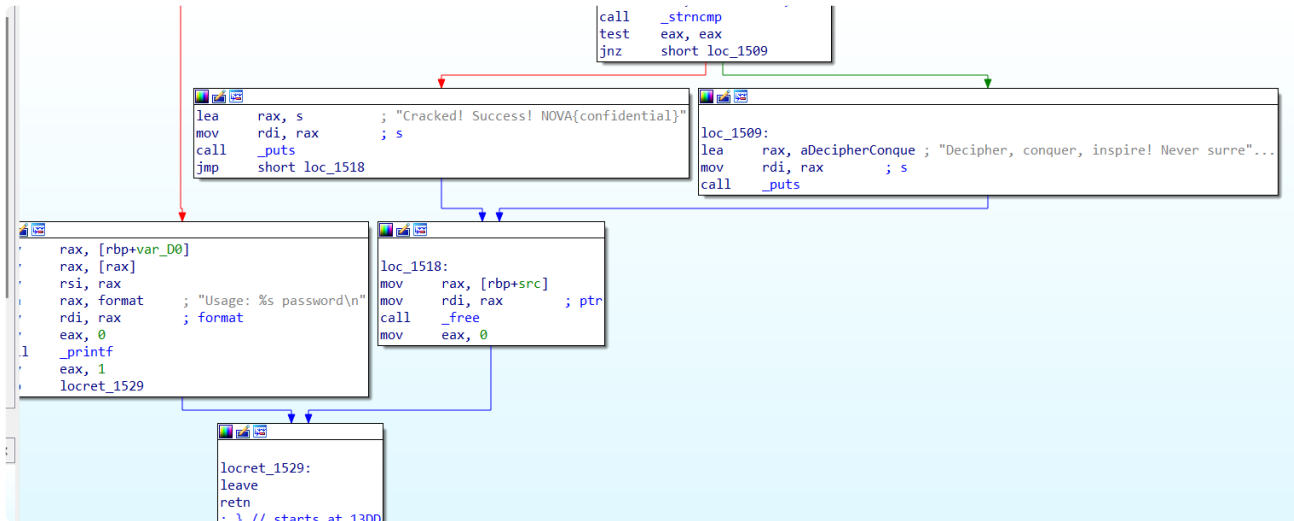 call _strncmp
test eax, eax
jnz short loc_1509
lea rax, s ; "Cracked! Success! NOVA{confidential}"
mov rdi, rax ; s
call _puts
jmp short loc_1518
loc_1509:
lea rax, aDecipherConque ; "Decipher, conquer, inspire! Never surre"...
mov rdi, rax ; s
call _puts
rax, [rbp+var_D0]
rax, [rax]
rsi, rax
rax, format ; "Usage: %s password\n"
rdi, rax ; format
eax, 0
_printf
eax, 1
locret_1529
loc_1518:
mov rax, [rbp+src]
mov rdi, rax ; ptr
call _free
mov eax, 0
locret_1529:
leave
retn
; } // starts at 13DD